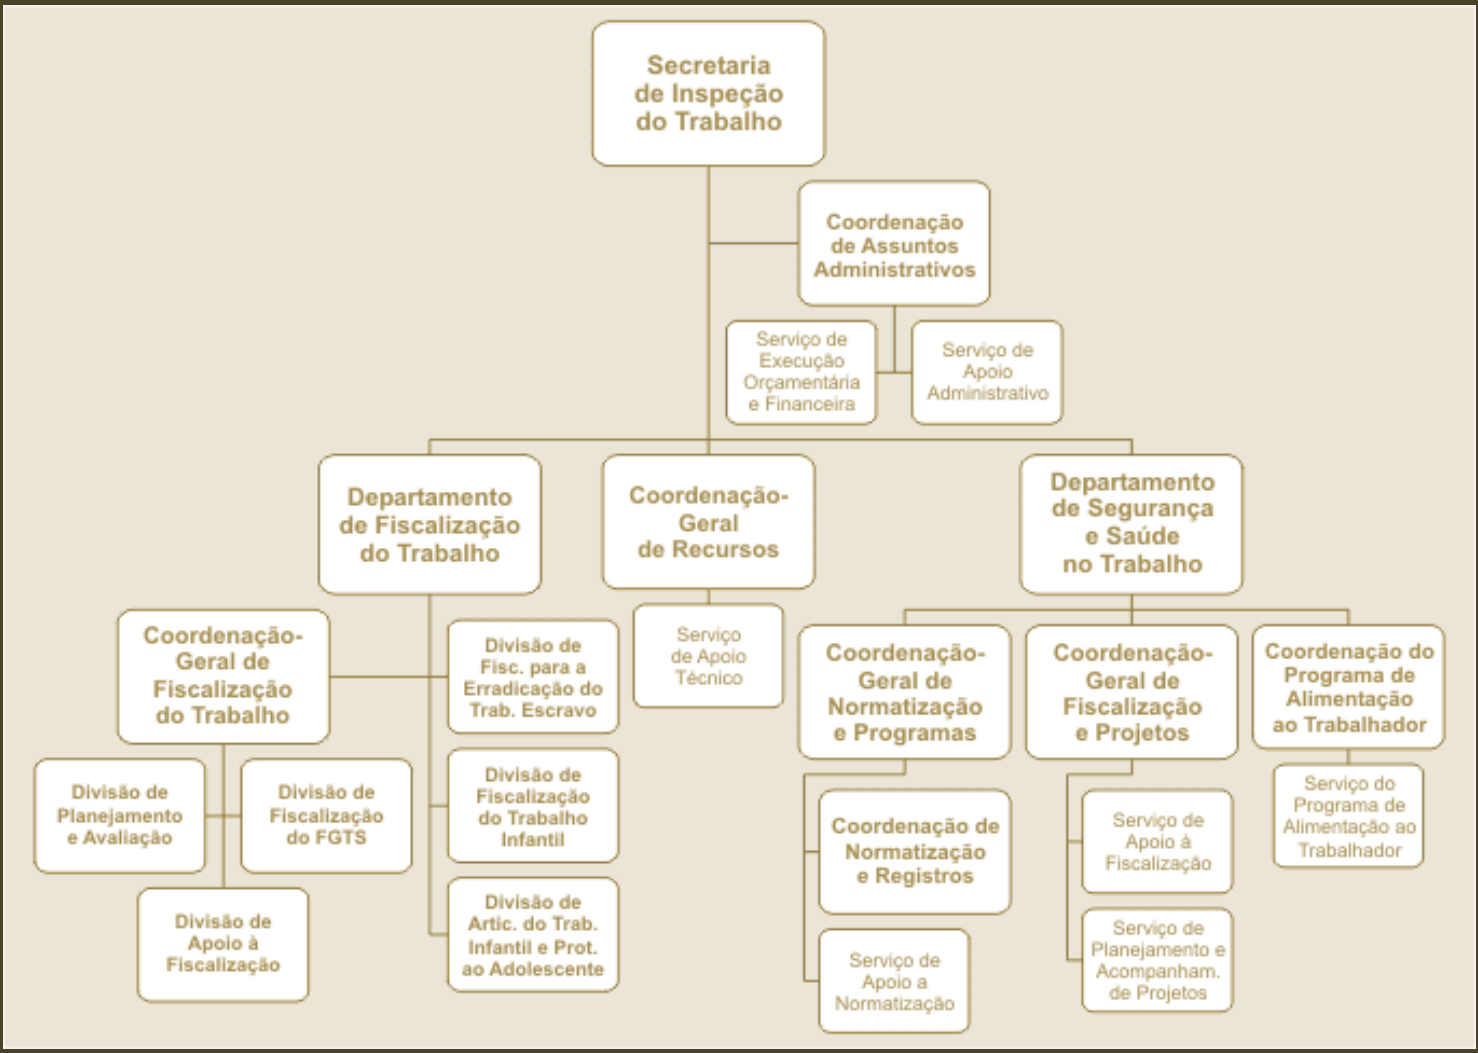 Secretaria
de Inspeção
do Trabalho
Coordenação
de Assuntos
Administrativos
Serviço de
Execução
Orçamentária
e Financeira
Serviço de
Apoio
Administrativo
Departamento
de Fiscalização
do Trabalho
Coordenação-
Geral
de Recursos
Departamento
de Segurança
e Saúde
no Trabalho
Coordenação-
Geral de
Fiscalização
do Trabalho
Divisão de
Fisc. para a
Erradicação do
Trab. Escravo
Serviço
de Apoio
Técnico
Coordenação-
Geral de
Normatização
e Programas
Coordenação-
Geral de
Fiscalização
e Projetos
Coordenação do
Programa de
Alimentação
ao Trabalhador
Divisão de
Planejamento
e Avaliação
Divisão de
Fiscalização
do FGTS
Divisão de
Fiscalização
do Trabalho
Infantil
Coordenação de
Normatização
e Registros
Serviço de
Apoio à
Fiscalização
Serviço do
Programa de
Alimentação ao
Trabalhador
Divisão de
Apoio à
Fiscalização
Divisão de
Artic. do Trab.
Infantil e Prot.
ao Adolescente
Serviço de
Apoio a
Normatização
Serviço de
Planejamento e
Acompanham.
de Projetos